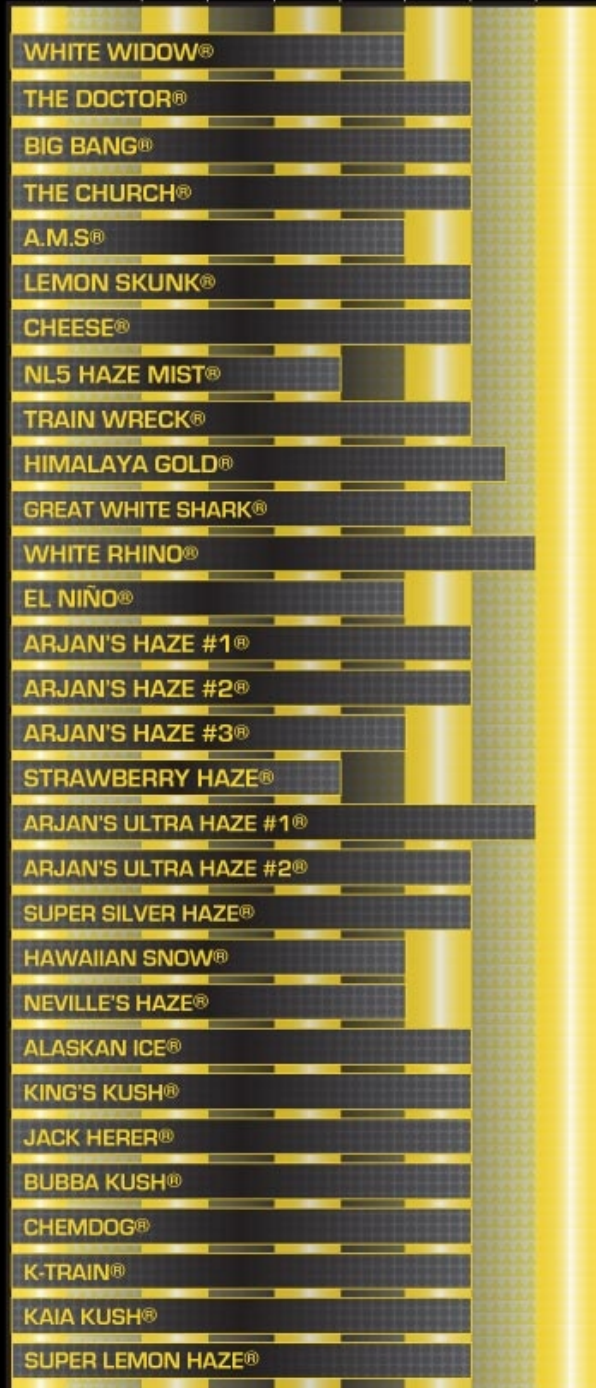 WHITE WIDOW®
THE DOCTOR®
BIG BANG®
THE CHURCH®
A.M.S®
LEMON SKUNK®
CHEESE®
NL5 HAZE MIST®
TRAIN WRECK®
HIMALAYA GOLD®
GREAT WHITE SHARK®
WHITE RHINO®
EL NIÑO®
ARJAN'S HAZE #1®
ARJAN'S HAZE #2®
ARJAN'S HAZE #3®
STRAWBERRY HAZE®
ARJAN'S ULTRA HAZE #1®
ARJAN'S ULTRA HAZE #2®
SUPER SILVER HAZE®
HAWAIIAN SNOW®
NEVILLE'S HAZE®
ALASKAN ICE®
KING'S KUSH®
JACK HERER®
BUBBA KUSH®
CHEMDOG®
K-TRAIN®
KAIA KUSH®
SUPER LEMON HAZE®